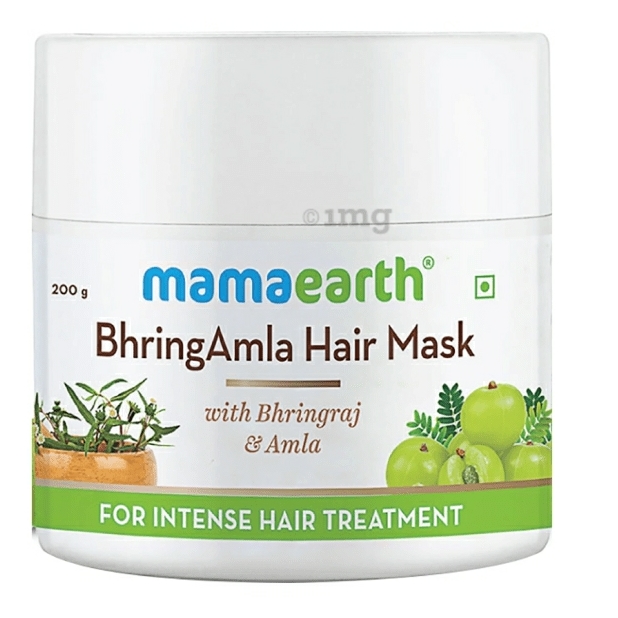 ©1mg
200 g
mamaearth®
BhringAmla Hair Mask
with Bhringraj
& Amla
FOR INTENSE HAIR TREATMENT